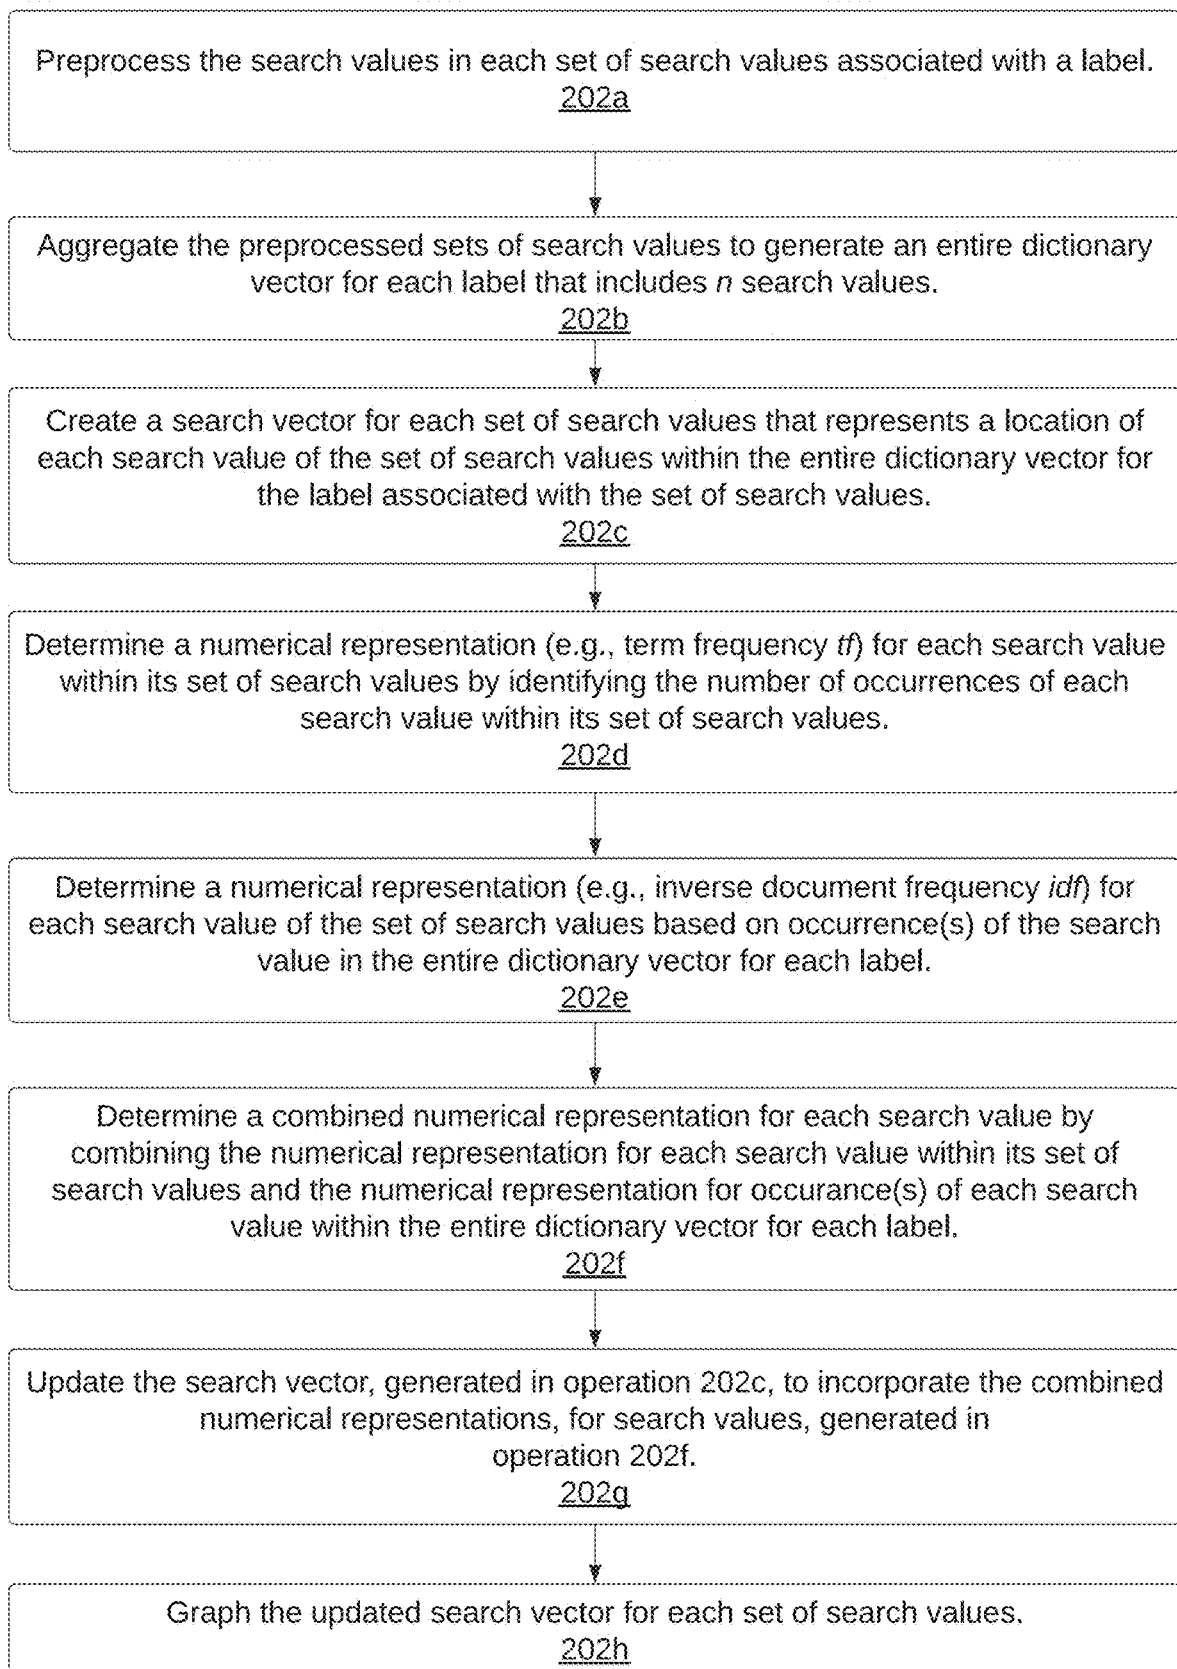 Preprocess the search values in each set of search values associated with a label.
202a
Aggregate the preprocessed sets of search values to generate an entire dictionary
vector for each label that includes n search values.
202b
Create a search vector for each set of search values that represents a location of
each search value of the set of search values within the entire dictionary vector for
the label associated with the set of search values.
202c
Determine a numerical representation (e.g., term frequency tf) for each search value
within its set of search values by identifying the number of occurrences of each
search value within its set of search values.
202d
Determine a numerical representation (e.g., inverse document frequency idf) for
each search value of the set of search values based on occurrence(s) of the search
value in the entire dictionary vector for each label.
202e
Determine a combined numerical representation for each search value by
combining the numerical representation for each search value within its set of
search values and the numerical representation for occurance(s) of each search
value within the entire dictionary vector for each label.
202f
Update the search vector, generated in operation 202c, to incorporate the combined
numerical representations, for search values, generated in
operation 202f.
202g
Graph the updated search vector for each set of search values.
202h